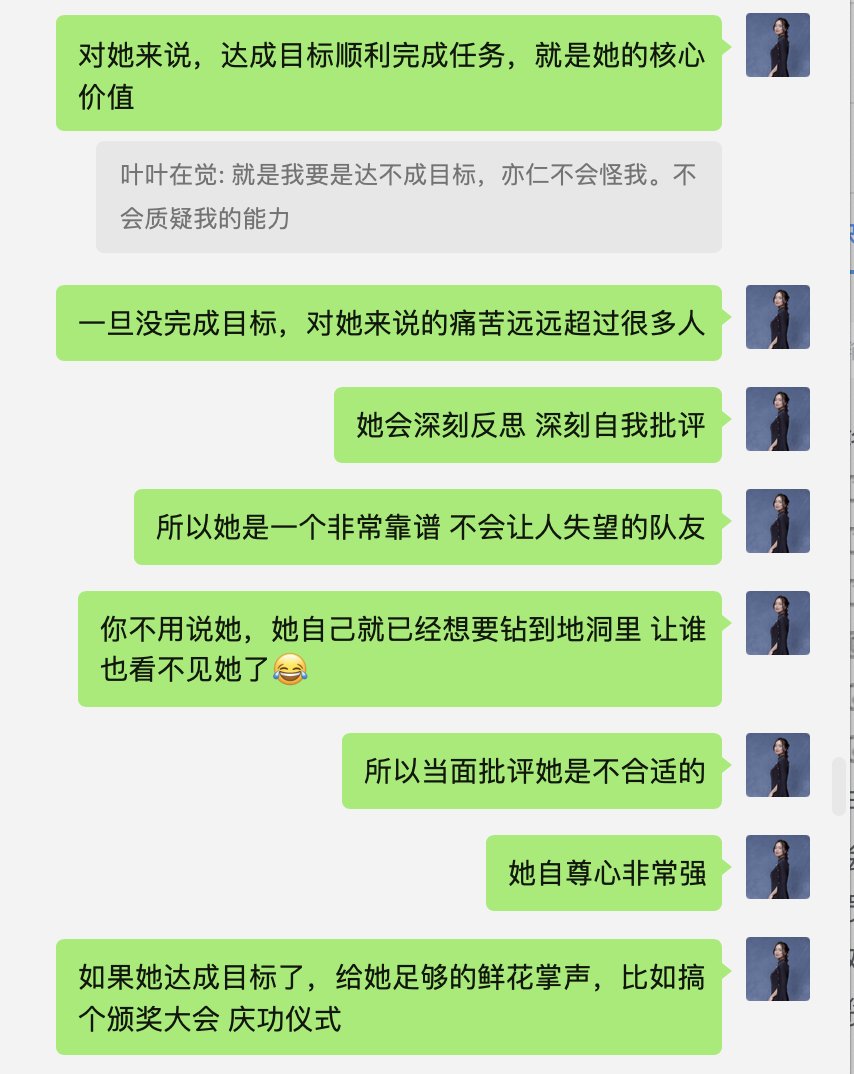 对她来说，达成目标顺利完成任务，就是她的核心
价值
叶叶在觉: 就是我要是达不成目标，亦仁不会怪我。不
会质疑我的能力
一旦没完成目标，对她来说的痛苦远远超过很多人
她会深刻反思 深刻自我批评
所以她是一个非常靠谱 不会让人失望的队友
你不用说她，她自己就已经想要钻到地洞里 让谁
也看不见她了😂
所以当面批评她是不合适的
她自尊心非常强
如果她达成目标了，给她足够的鲜花掌声，比如搞
个颁奖大会 庆功仪式